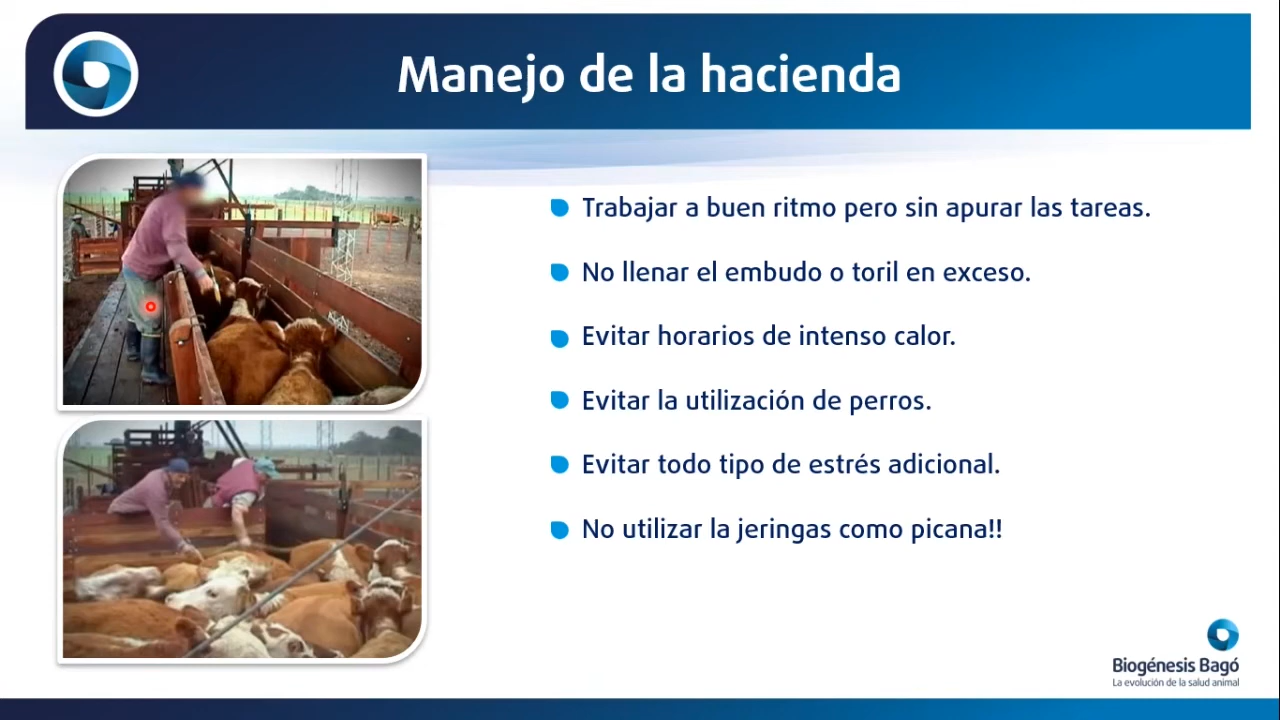 Manejo de la hacienda
Trabajar a buen ritmo pero sin apurar las tareas.
No llenar el embudo o toril en exceso.
Evitar horarios de intenso calor.
Evitar la utilización de perros.
Evitar todo tipo de estrés adicional.
No utilizar la jeringas como picana!!
Biogénesis Bagó
La evolución de la salud animal